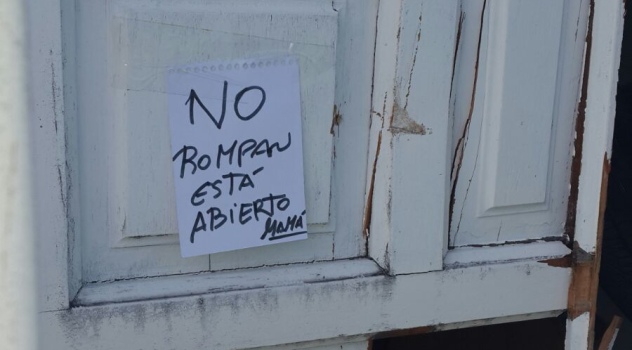 NO
ROMPAN
ESTÁ
ABIERTO
MAMÁ